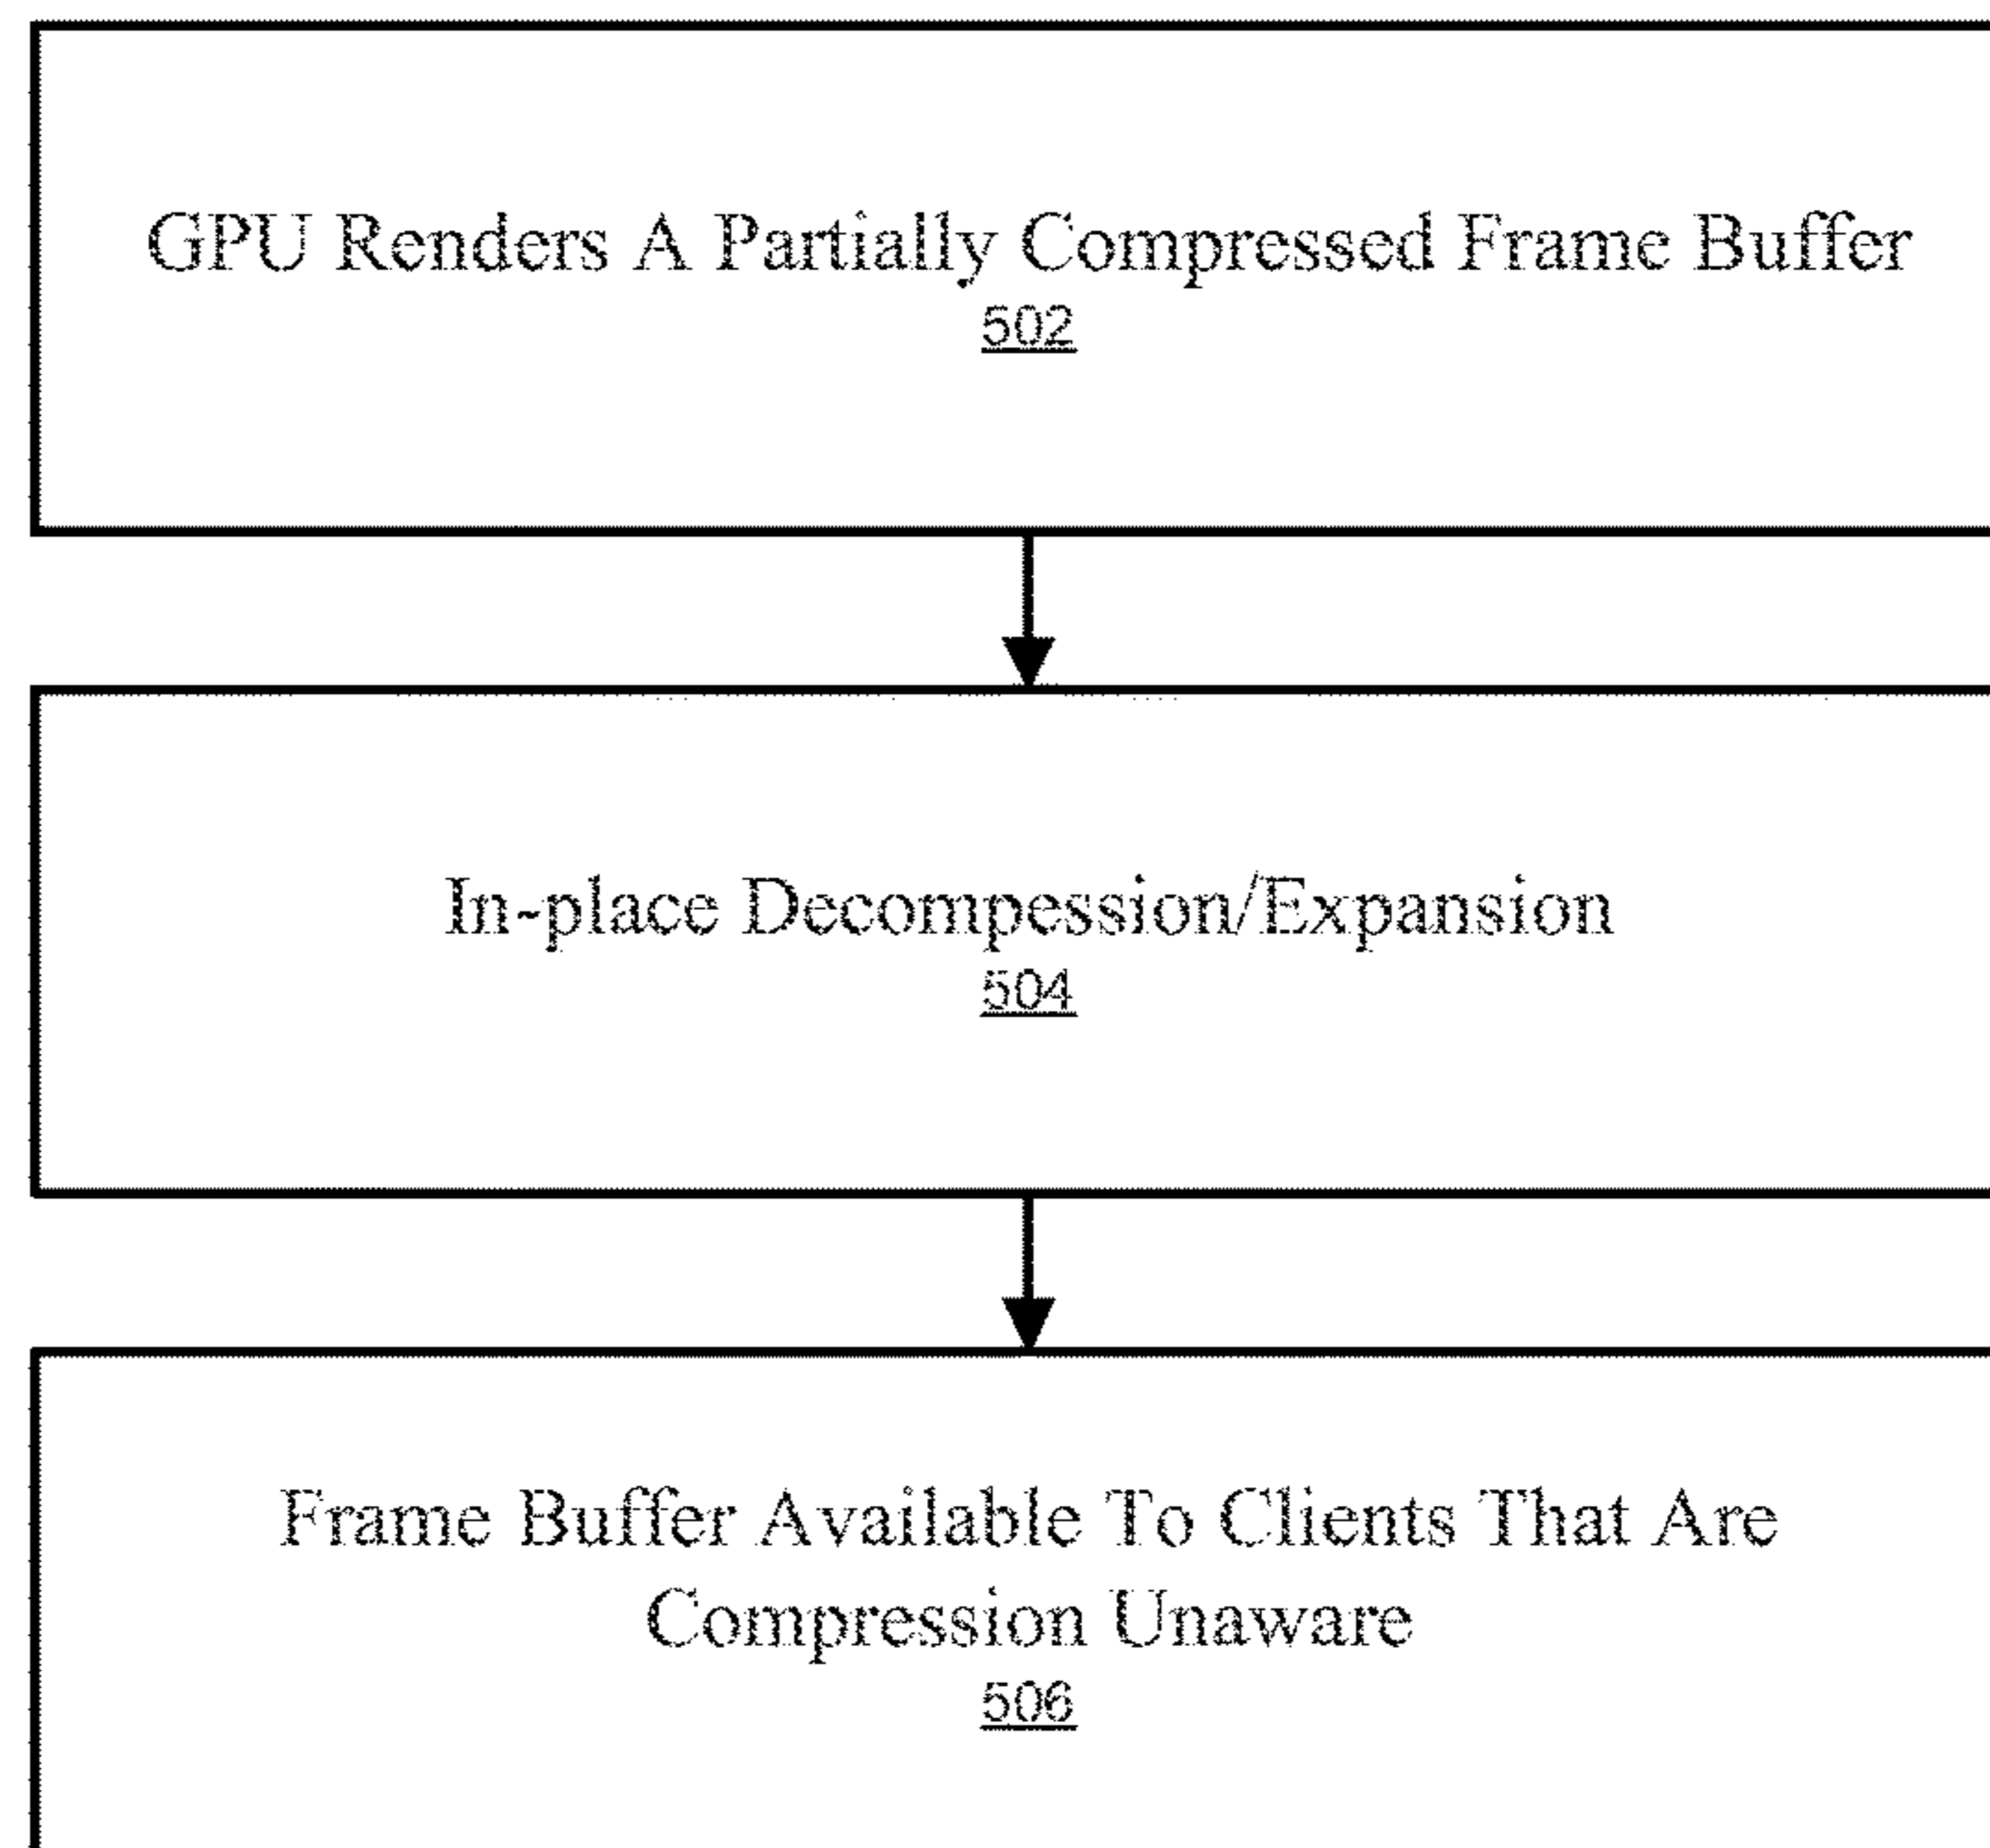 GPU Renders A Partially Compressed Frame Buffer
502
In-place Decompession/Expansion
504
Frame Buffer Available To Clients That Are
Compression Unaware
506